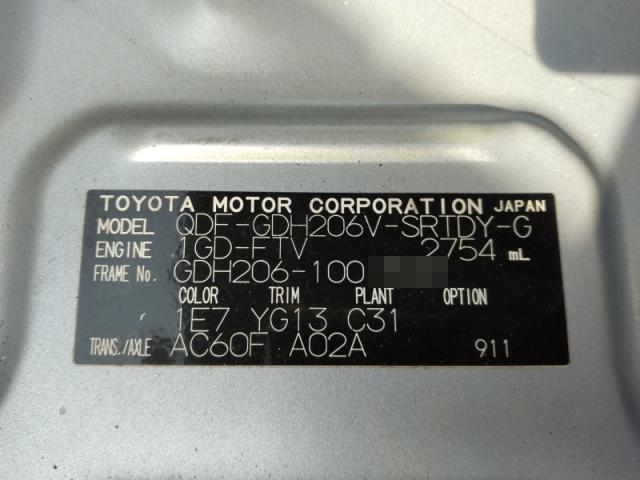 TOYOTA MOTOR CORPORATION JAPAN
MODEL QDF-GDH206V-SRTDY-G
ENGINE 1GD-FTV 2754 mL
FRAME No. GDH206-100
COLOR TRIM PLANT OPTION
1E7 YG13 C31
TRANS./AXLE AC60F A02A 911